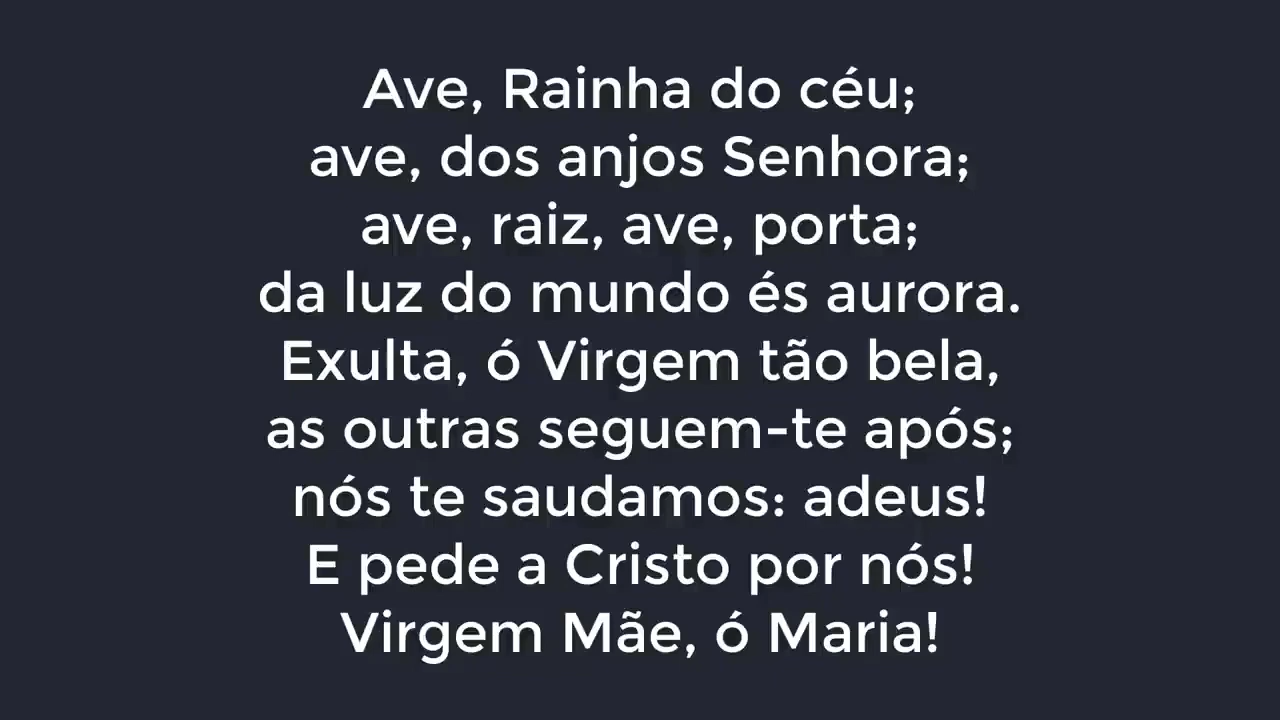 Ave, Rainha do céu;
ave, dos anjos Senhora;
ave, raiz, ave, porta;
da luz do mundo és aurora.
Exulta, ó Virgem tão bela,
as outras seguem-te após;
nós te saudamos: adeus!
E pede a Cristo por nós!
Virgem Mãe, ó Maria!